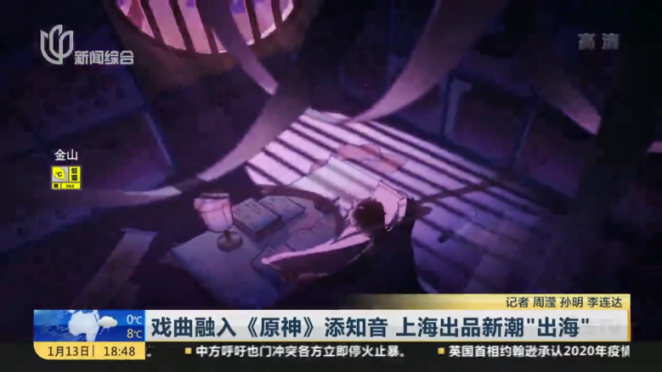 新闻综合
高清
金山
℃
记者 周滢 孙明 李连达
0℃
8℃
戏曲融入《原神》添知音 上海出品新潮"出海"
1月13日 18:48
中方呼吁也门冲突各方立即停火止暴。 英国首相约翰逊承认2020年疫情